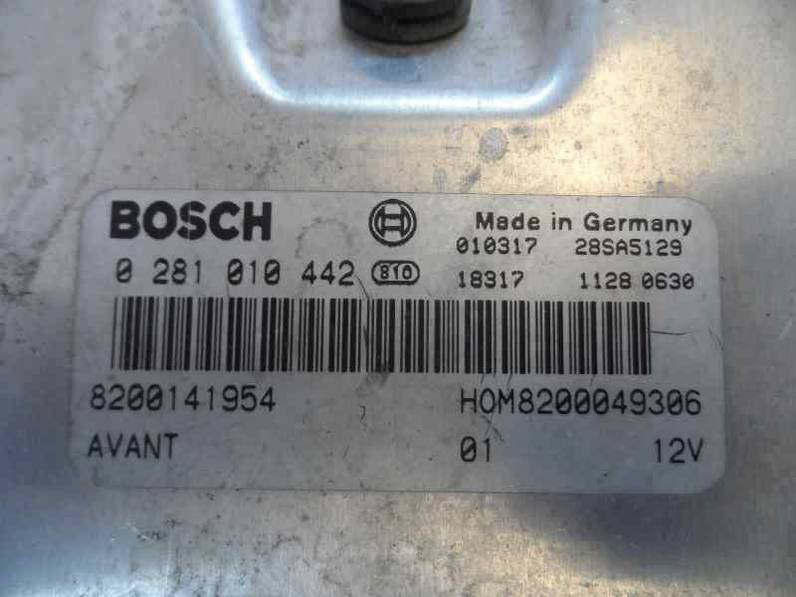 BOSCH Made in Germany
010317 28SA5129
0 281 010 442 810 18317 1128 0630
8200141954 HOM8200049306
AVANT 01 12V